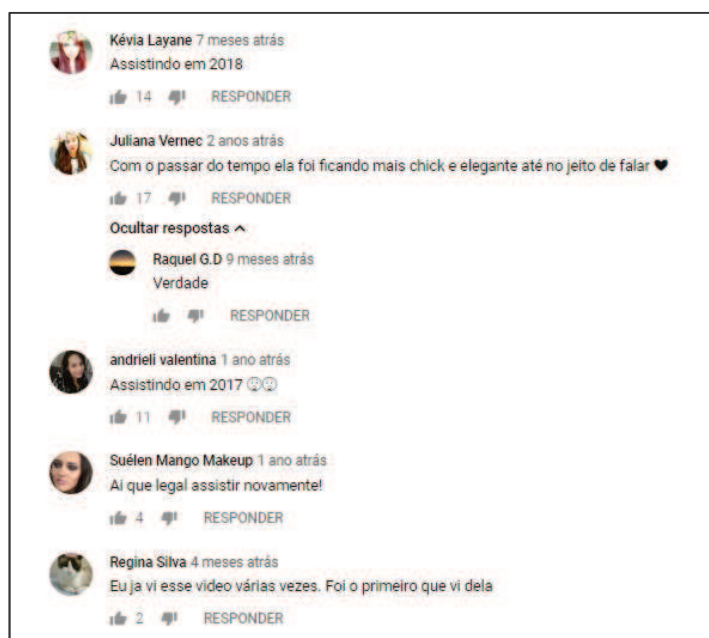 Kévia Layane 7 meses atrás
Assistindo em 2018
14 RESPONDER
Juliana Vernec 2 anos atrás
Com o passar do tempo ela foi ficando mais chick e elegante até no jeito de falar ♥
17 RESPONDER
Ocultar respostas
Raquel G.D 9 meses atrás
Verdade
RESPONDER
andrieli valentina 1 ano atrás
Assistindo em 2017
11 RESPONDER
Suélen Mango Makeup 1 ano atrás
Ai que legal assistir novamente!
4 RESPONDER
Regina Silva 4 meses atrás
Eu ja vi esse video várias vezes. Foi o primeiro que vi dela
2 RESPONDER